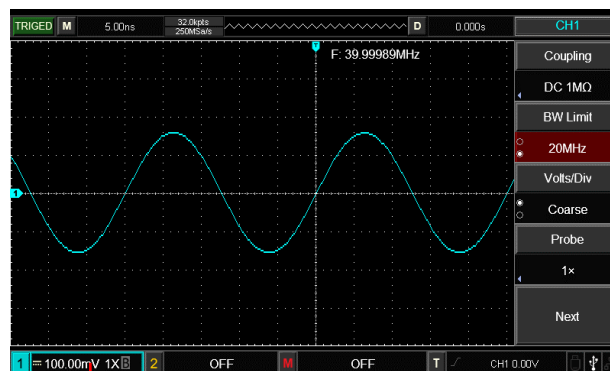 TRIGED M 5.00ns 32.0kpts 250MSa/s D 0.000s CH1
T
F: 39.99989MHz
Coupling
DC 1MΩ
BW Limit
20MHz
Volts/Div
1
Coarse
Probe
1×
Next
1 100.00mV 1X B 2 OFF M OFF T CH1 0.00V